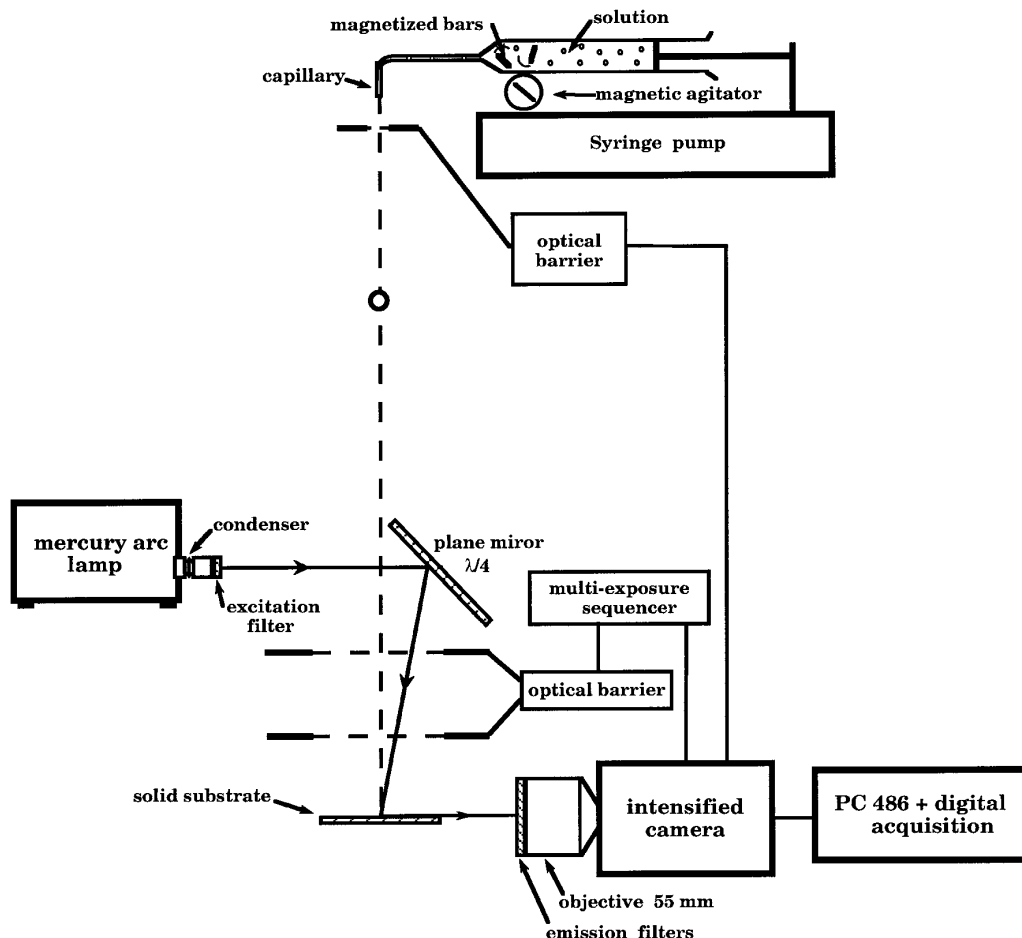 magnetized bars
solution
capillary
magnetic agitator
Syringe pump
optical
barrier
condenser
mercury arc
lamp
plane miror
λ/4
excitation
filter
multi-exposure
sequencer
optical barrier
solid substrate
intensified
camera
PC 486 + digital
acquisition
objective 55 mm
emission filters